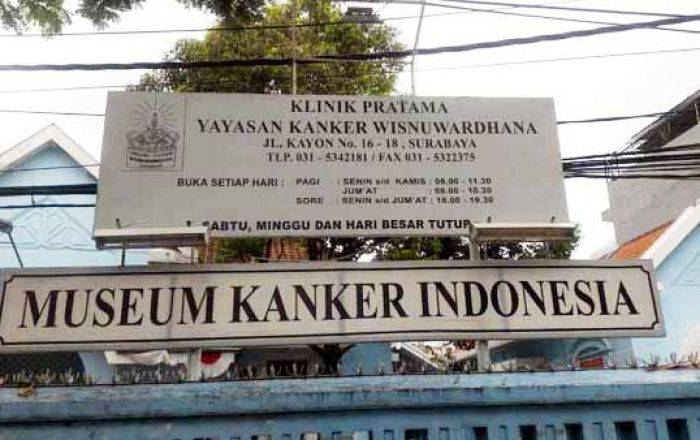 KLINIK PRATAMA
YAYASAN KANKER WISNUWARDHANA
JL. KAYON No. 16 - 18 , SURABAYA
TLP. 031 - 5342181 / FAX 031 - 5322375
BUKA SETIAP HARI : PAGI : SENIN s/d KAMIS : 08.00 - 11.30
JUM'AT : 08.00 - 10.30
SORE : SENIN s/d JUM'AT : 16.00 - 19.30
SABTU, MINGGU DAN HARI BESAR TUTUP
MUSEUM KANKER INDONESIA